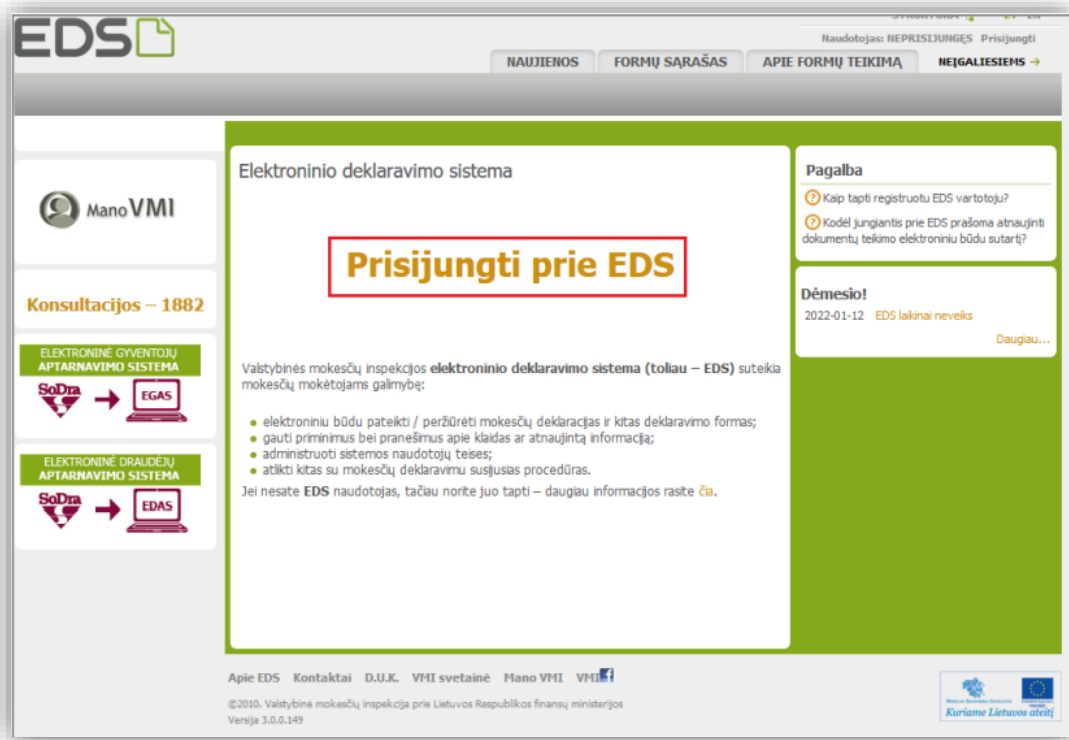 EDS
Naudotojas: NEPRISIJUNGĘS Prisijungti
NAUJIENOS
FORMŲ SĄRAŠAS
APIE FORMŲ TEIKIMĄ
NEĮGALIESIEMS →
Mano VMI
Konsultacijos – 1882
ELEKTRONINĖ GYVENTOJŲ
APTARNAVIMO SISTEMA
SoDra
EGAS
ELEKTRONINĖ DRAUDĖJŲ
APTARNAVIMO SISTEMA
SoDra
EDAS
Elektroninio deklaravimo sistema
Prisijungti prie EDS
Valstybinės mokesčių inspekcijos elektroninio deklaravimo sistema (toliau – EDS) suteikia
mokesčių mokėtojams galimybę:
• elektroniniu būdu pateikti / peržiūrėti mokesčių deklaracijas ir kitas deklaravimo formas;
• gauti priminimus bei pranešimus apie klaidas ar atnaujintą informaciją;
• administruoti sistemos naudotojų teises;
• atlikti kitas su mokesčių deklaravimu susijusias procedūras.
Jei nesate EDS naudotojas, tačiau norite juo tapti – daugiau informacijos rasite čia.
Pagalba
Kaip tapti registruotu EDS vartotoju?
Kodėl jungiantis prie EDS prašoma atnaujinti
dokumentų teikimo elektroniniu būdu sutartį?
Dėmesio!
2022-01-12 EDS laikinai neveiks
Daugiau...
Apie EDS Kontaktai D.U.K. VMI svetainė Mano VMI VMI
©2010. Valstybinė mokesčių inspekcija prie Lietuvos Respublikos finansų ministerijos
Versija 3.0.0.149
Kuriame Lietuvos ateitį